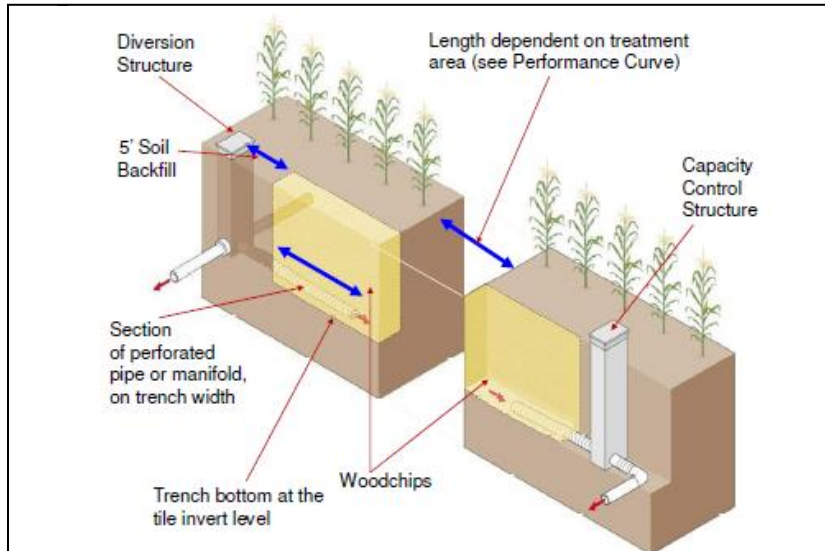 Diversion
Structure
Length dependent on treatment
area (see Performance Curve)
5' Soil
Backfill
Capacity
Control
Structure
Section
of perforated
pipe or manifold,
on trench width
Trench bottom at the
tile invert level
Woodchips